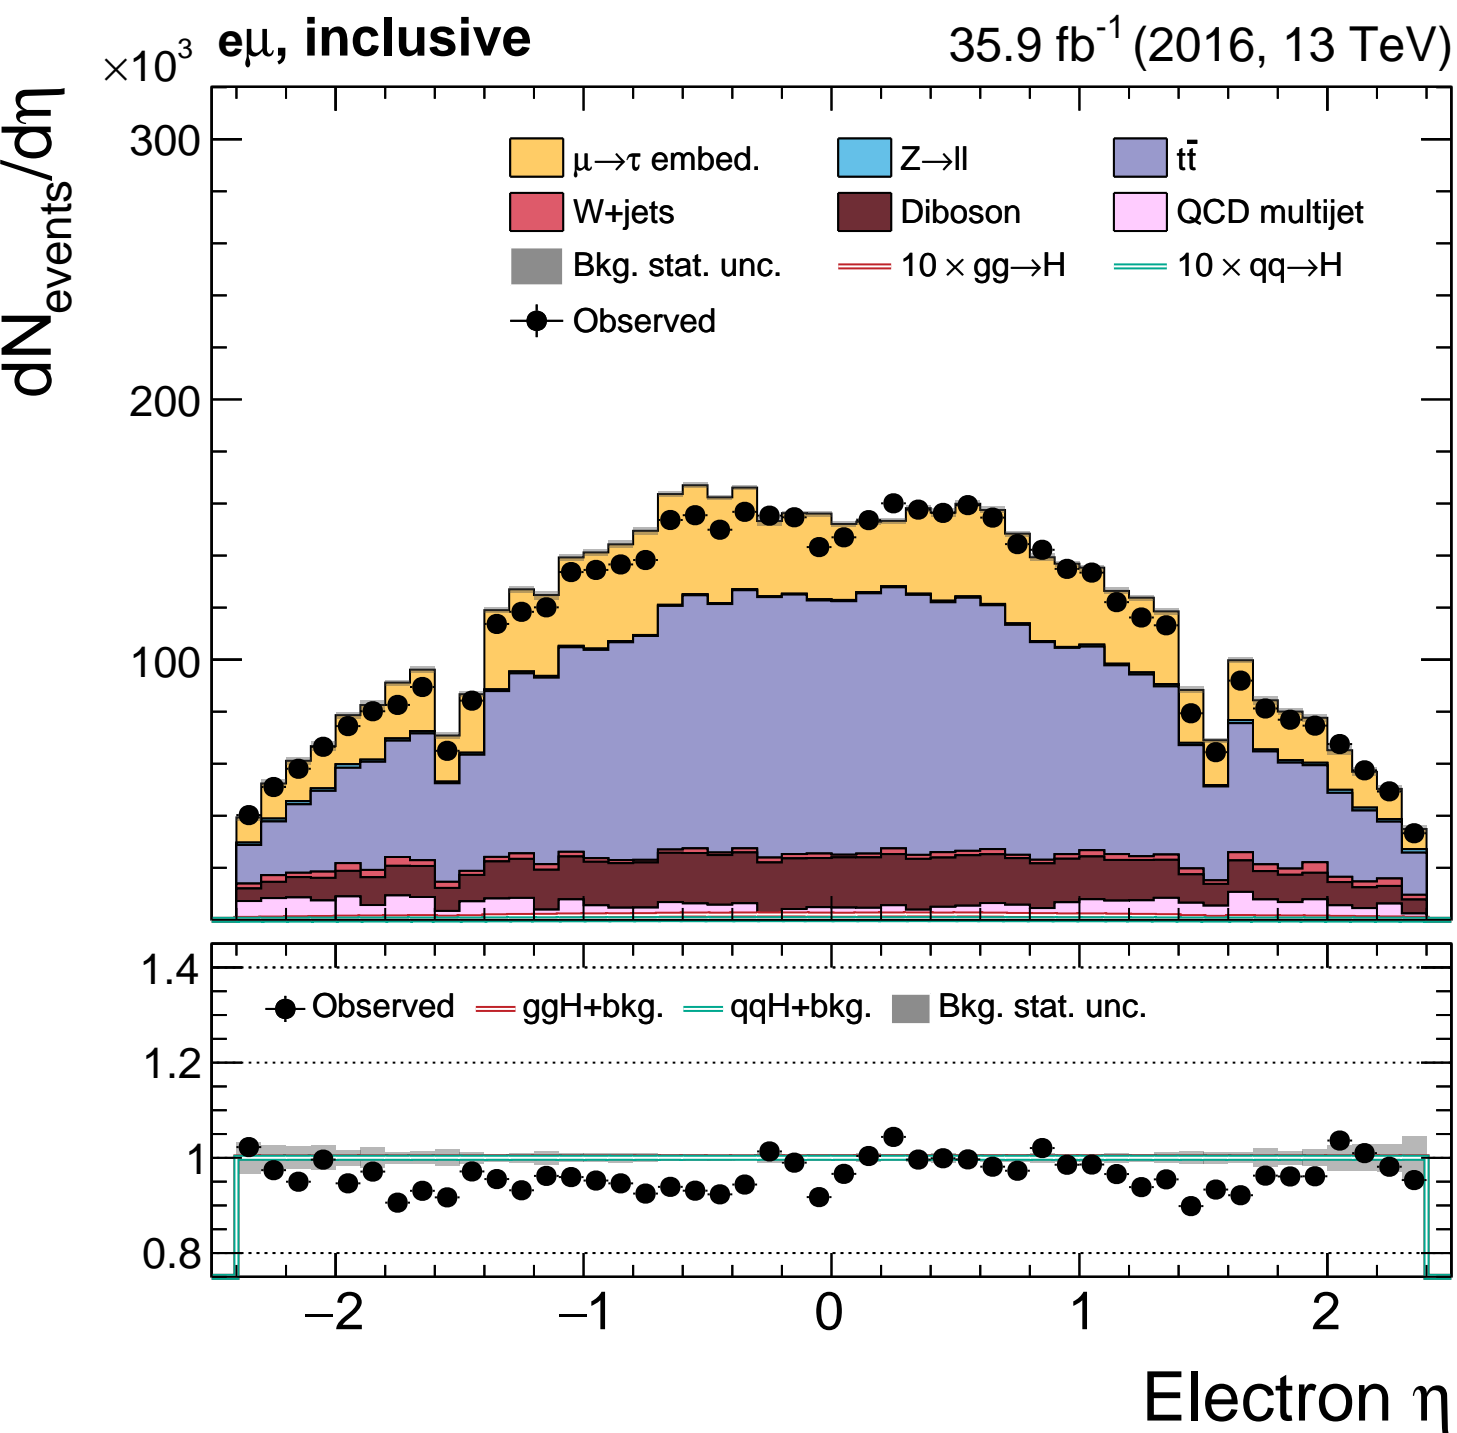 ×10³ eμ, inclusive 35.9 fb⁻¹ (2016, 13 TeV)
dN_events/dη
300
200
100
μ→τ embed. Z→ll tt̄
W+jets Diboson QCD multijet
Bkg. stat. unc. 10 × gg→H 10 × qq→H
Observed
1.4
1.2
1
0.8
Observed ggH+bkg. qqH+bkg. Bkg. stat. unc.
−2 −1 0 1 2
Electron η